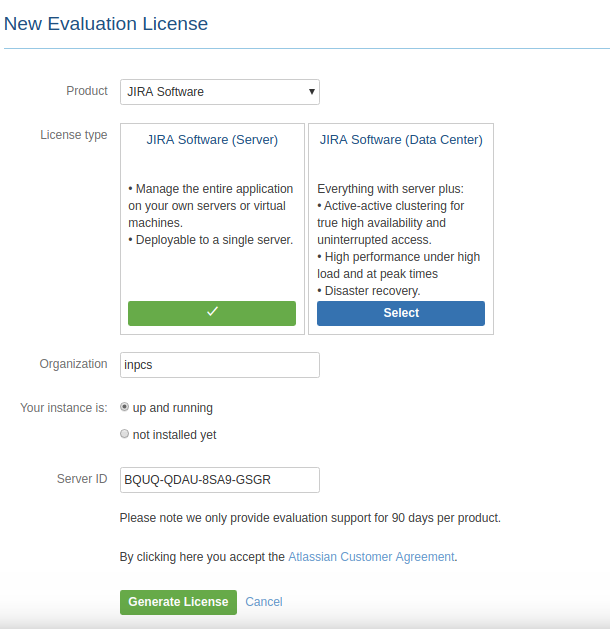 New Evaluation License
Product
JIRA Software
License type
JIRA Software (Server)
• Manage the entire application
on your own servers or virtual
machines.
• Deployable to a single server.
JIRA Software (Data Center)
Everything with server plus:
• Active-active clustering for
true high availability and
uninterrupted access.
• High performance under high
load and at peak times
• Disaster recovery.
Select
Organization
inpcs
Your instance is:
up and running
not installed yet
Server ID
BQUQ-QDAU-8SA9-GSGR
Please note we only provide evaluation support for 90 days per product.
By clicking here you accept the Atlassian Customer Agreement.
Generate License
Cancel